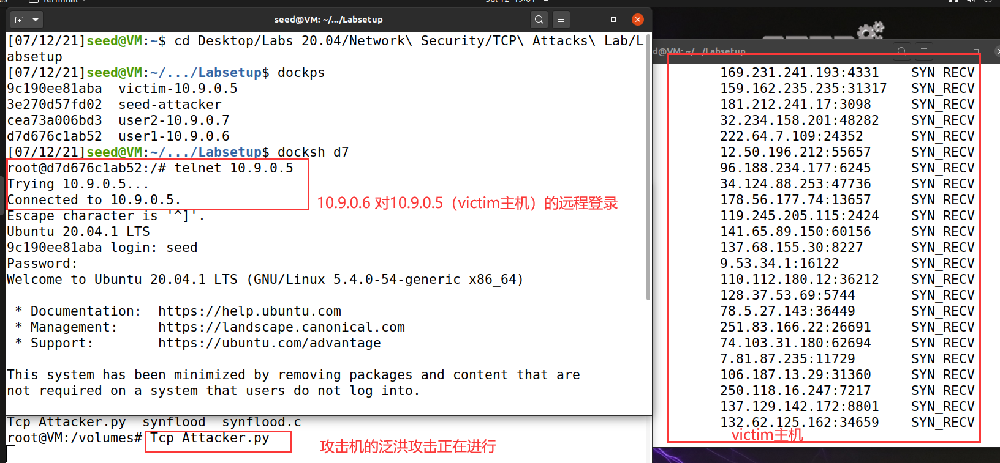 seed@VM: ~/.../Labsetup
[07/12/21]seed@VM:~$ cd Desktop/Labs_20.04/Network\ Security/TCP\ Attacks\ Lab/L
absetup
[07/12/21]seed@VM:~/.../Labsetup$ dockps
9c190ee81aba  victim-10.9.0.5
3e270d57fd02  seed-attacker
cea73a006bd3  user2-10.9.0.7
d7d676c1ab52  user1-10.9.0.6
[07/12/21]seed@VM:~/.../Labsetup$ docksh d7
root@d7d676c1ab52:/# telnet 10.9.0.5
Trying 10.9.0.5...
Connected to 10.9.0.5.
10.9.0.6 对10.9.0.5（victim主机）的远程登录
Escape character is '^]'.
Ubuntu 20.04.1 LTS
9c190ee81aba login: seed
Password:
Welcome to Ubuntu 20.04.1 LTS (GNU/Linux 5.4.0-54-generic x86_64)
* Documentation:  https://help.ubuntu.com
* Management:     https://landscape.canonical.com
* Support:        https://ubuntu.com/advantage
This system has been minimized by removing packages and content that are
not required on a system that users do not log into.
Tcp_Attacker.py  synflood  synflood.c
root@VM:/volumes# Tcp_Attacker.py
攻击机的泛洪攻击正在进行
d@VM: ~/.../Labsetup
169.231.241.193:4331    SYN_RECV
159.162.235.235:31317   SYN_RECV
181.212.241.17:3098     SYN_RECV
32.234.158.201:48282    SYN_RECV
222.64.7.109:24352      SYN_RECV
12.50.196.212:55657     SYN_RECV
96.188.234.177:6245     SYN_RECV
34.124.88.253:47736     SYN_RECV
178.56.177.74:13657     SYN_RECV
119.245.205.115:2424    SYN_RECV
141.65.89.150:60156     SYN_RECV
137.68.155.30:8227      SYN_RECV
9.53.34.1:16122         SYN_RECV
110.112.180.12:36212    SYN_RECV
128.37.53.69:5744       SYN_RECV
78.5.27.143:36449       SYN_RECV
251.83.166.22:26691     SYN_RECV
74.103.31.180:62694     SYN_RECV
7.81.87.235:11729       SYN_RECV
106.187.13.29:31360     SYN_RECV
250.118.16.247:7217     SYN_RECV
137.129.142.172:8801    SYN_RECV
132.62.125.162:34659    SYN_RECV
victim主机